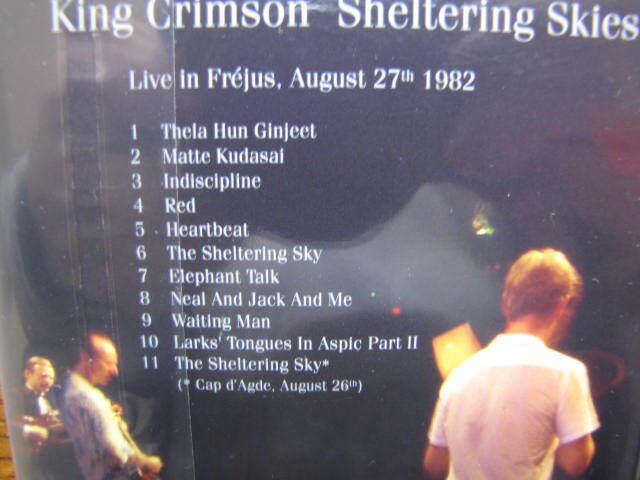 King Crimson Sheltering Skies
Live in Fréjus, August 27th 1982
1 Thela Hun Ginjeet
2 Matte Kudasai
3 Indiscipline
4 Red
5 Heartbeat
6 The Sheltering Sky
7 Elephant Talk
8 Neal And Jack And Me
9 Waiting Man
10 Larks' Tongues In Aspic Part II
11 The Sheltering Sky*
(* Cap d'Agde, August 26th)